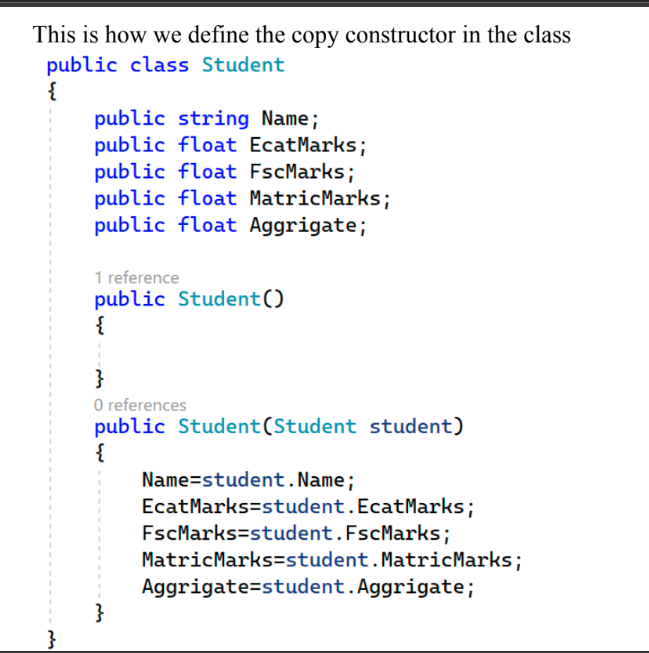 This is how we define the copy constructor in the class
public class Student
{
public string Name;
public float EcatMarks;
public float FscMarks;
public float MatricMarks;
public float Aggrigate;
1 reference
public Student()
{
}
0 references
public Student(Student student)
{
Name=student.Name;
EcatMarks=student.EcatMarks;
FscMarks=student.FscMarks;
MatricMarks=student.MatricMarks;
Aggrigate=student.Aggrigate;
}
}